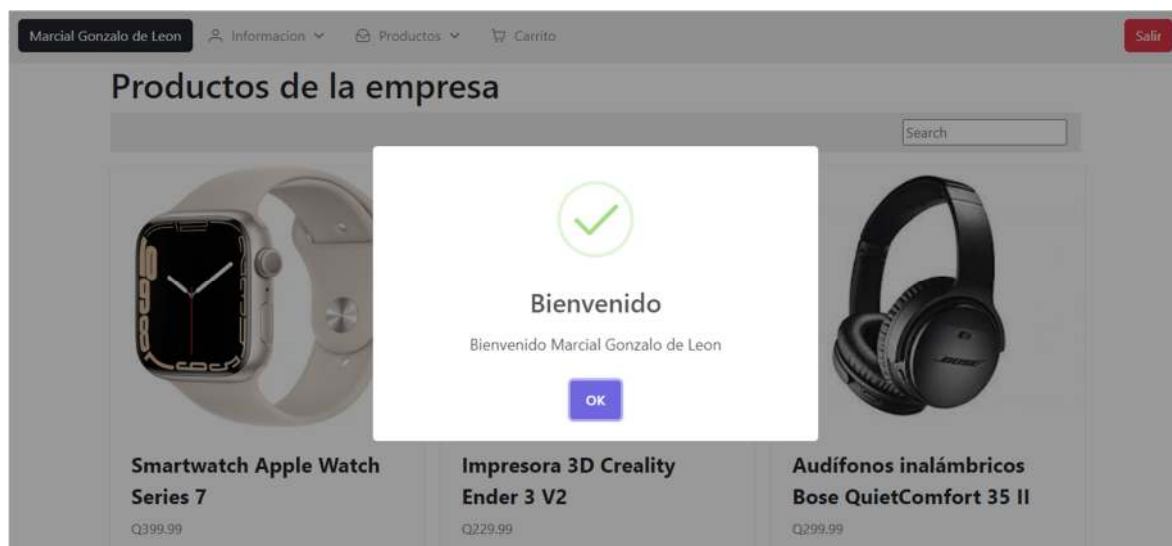 Marcial Gonzalo de Leon Informacion Productos Carrito Salir
Productos de la empresa
Search
Bienvenido
Bienvenido Marcial Gonzalo de Leon
OK
BOSE
Smartwatch Apple Watch
Series 7
Q399.99
Impresora 3D Creality
Ender 3 V2
Q229.99
Audífonos inalámbricos
Bose QuietComfort 35 II
Q299.99